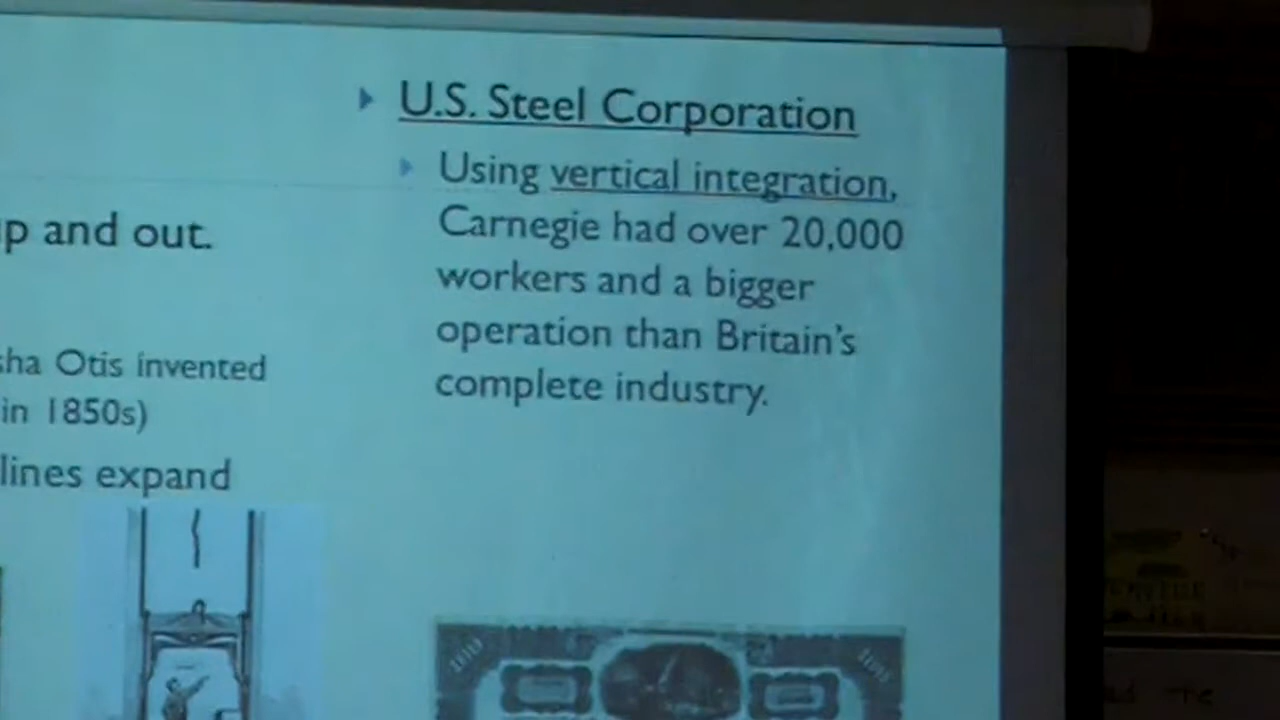 U.S. Steel Corporation
Using vertical integration,
Carnegie had over 20,000
workers and a bigger
operation than Britain's
complete industry.
p and out.
sha Otis invented
in 1850s)
lines expand